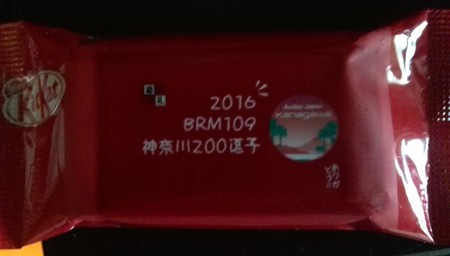 KitKat
2016
BRM109
神奈川200逗子
Audax Japan
Kanagawa